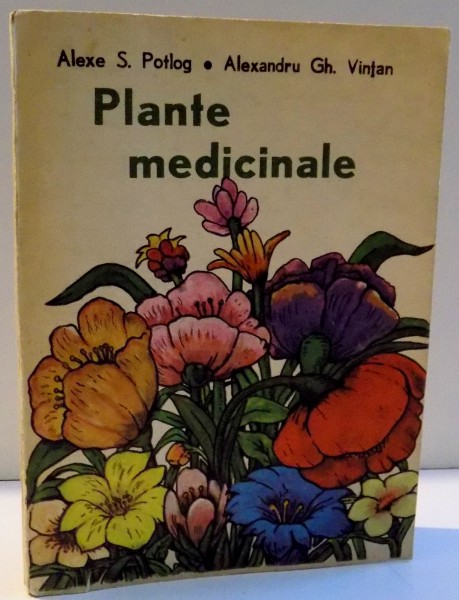 Alexe S. Potlog • Alexandru Gh. Vințan
Plante
medicinale